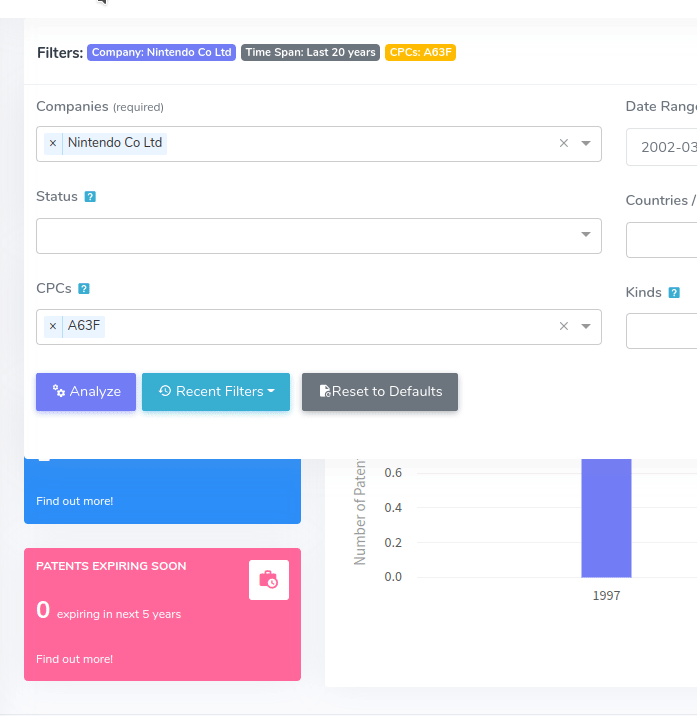 Filters: Company: Nintendo Co Ltd Time Span: Last 20 years CPCs: A63F
Companies (required)
Date Rang
× Nintendo Co Ltd ×
2002-03
Status ?
Countries /
CPCs ?
Kinds ?
× A63F ×
Analyze Recent Filters Reset to Defaults
Find out more!
PATENTS EXPIRING SOON
0 expiring in next 5 years
Find out more!
Number of Paten
0.6
0.4
0.2
0.0
1997